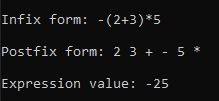 Infix form: -(2+3)*5
Postfix form: 2 3 + - 5 *
Expression value: -25